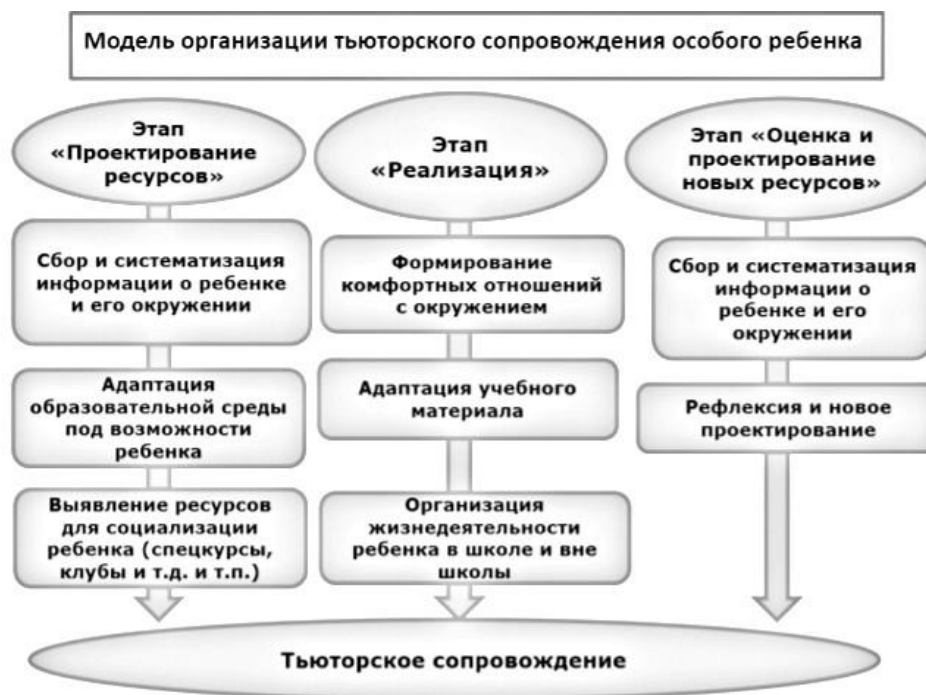 Модель организации тьюторского сопровождения особого ребенка
Этап
«Проектирование
ресурсов»
Сбор и систематизация
информации о ребенке
и его окружении
Адаптация
образовательной среды
под возможности
ребенка
Выявление ресурсов
для социализации
ребенка (спецкурсы,
клубы и т.д. и т.п.)
Этап
«Реализация»
Формирование
комфортных отношений
с окружением
Адаптация учебного
материала
Организация
жизнедеятельности
ребенка в школе и вне
школы
Этап «Оценка и
проектирование
новых ресурсов»
Сбор и систематизация
информации о
ребенке и его
окружении
Рефлексия и новое
проектирование
Тьюторское сопровождение